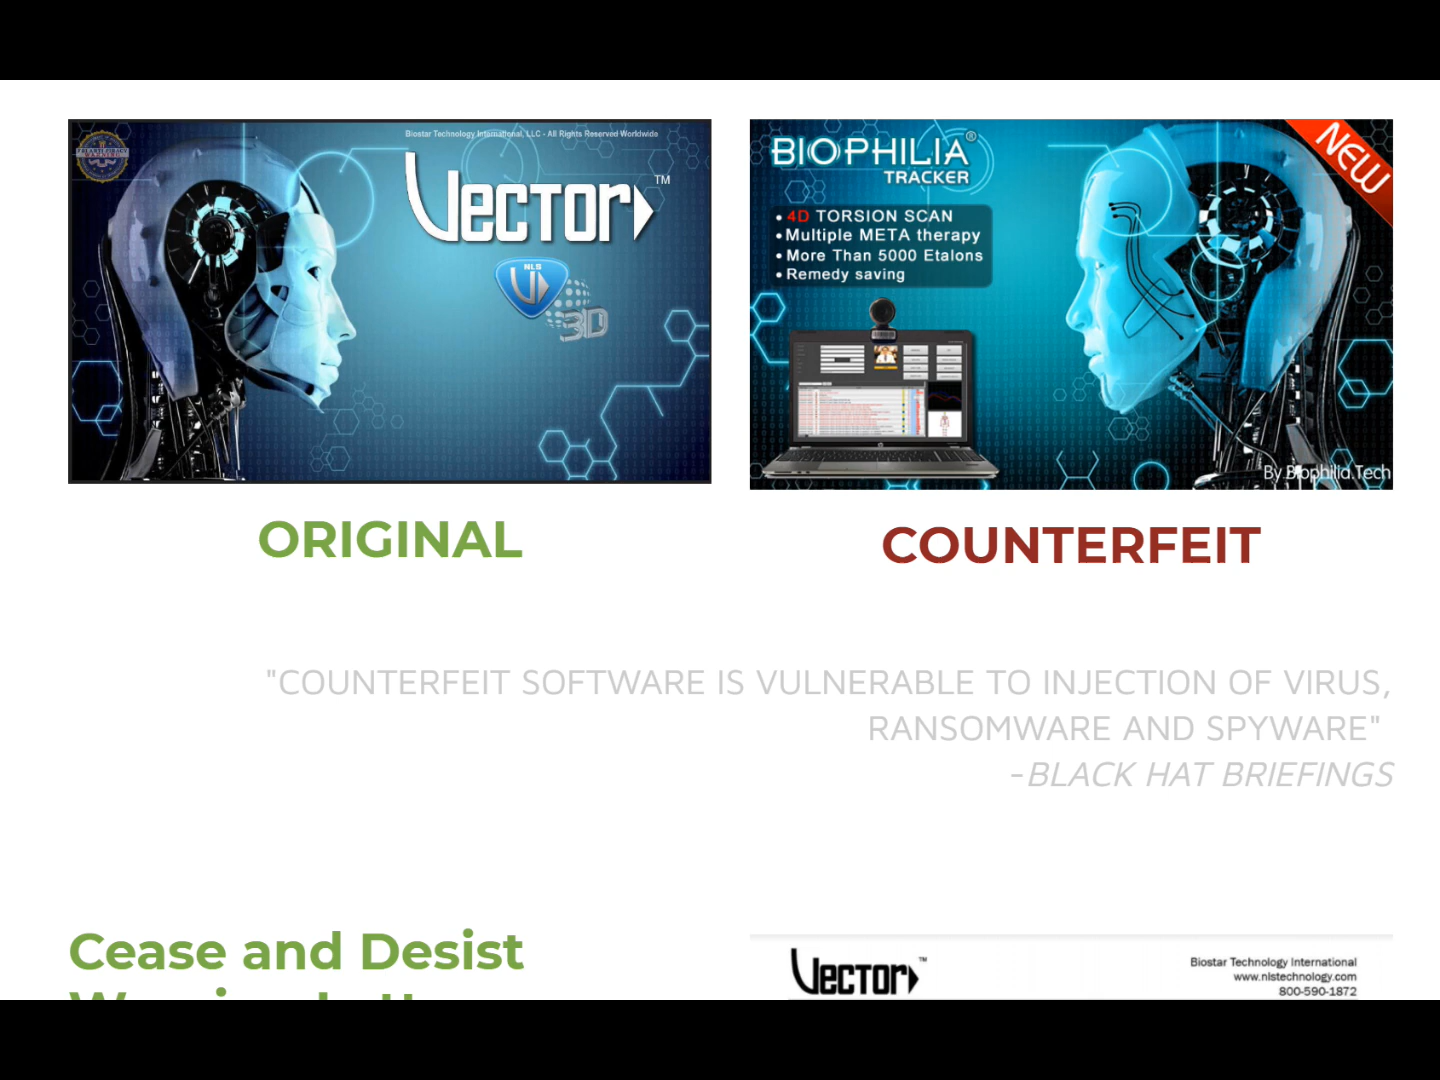 Biostar Technology International, LLC - All Rights Reserved Worldwide
Vector TM
NLS
V
3D
BIOPHILIA ®
TRACKER
NEW
• 4D TORSION SCAN
• Multiple META therapy
• More Than 5000 Etalons
• Remedy saving
By Biophilia.Tech
ORIGINAL
COUNTERFEIT
"COUNTERFEIT SOFTWARE IS VULNERABLE TO INJECTION OF VIRUS,
RANSOMWARE AND SPYWARE"
-BLACK HAT BRIEFINGS
Cease and Desist
Vector TM
Biostar Technology International
www.nlstechnology.com
800-590-1872